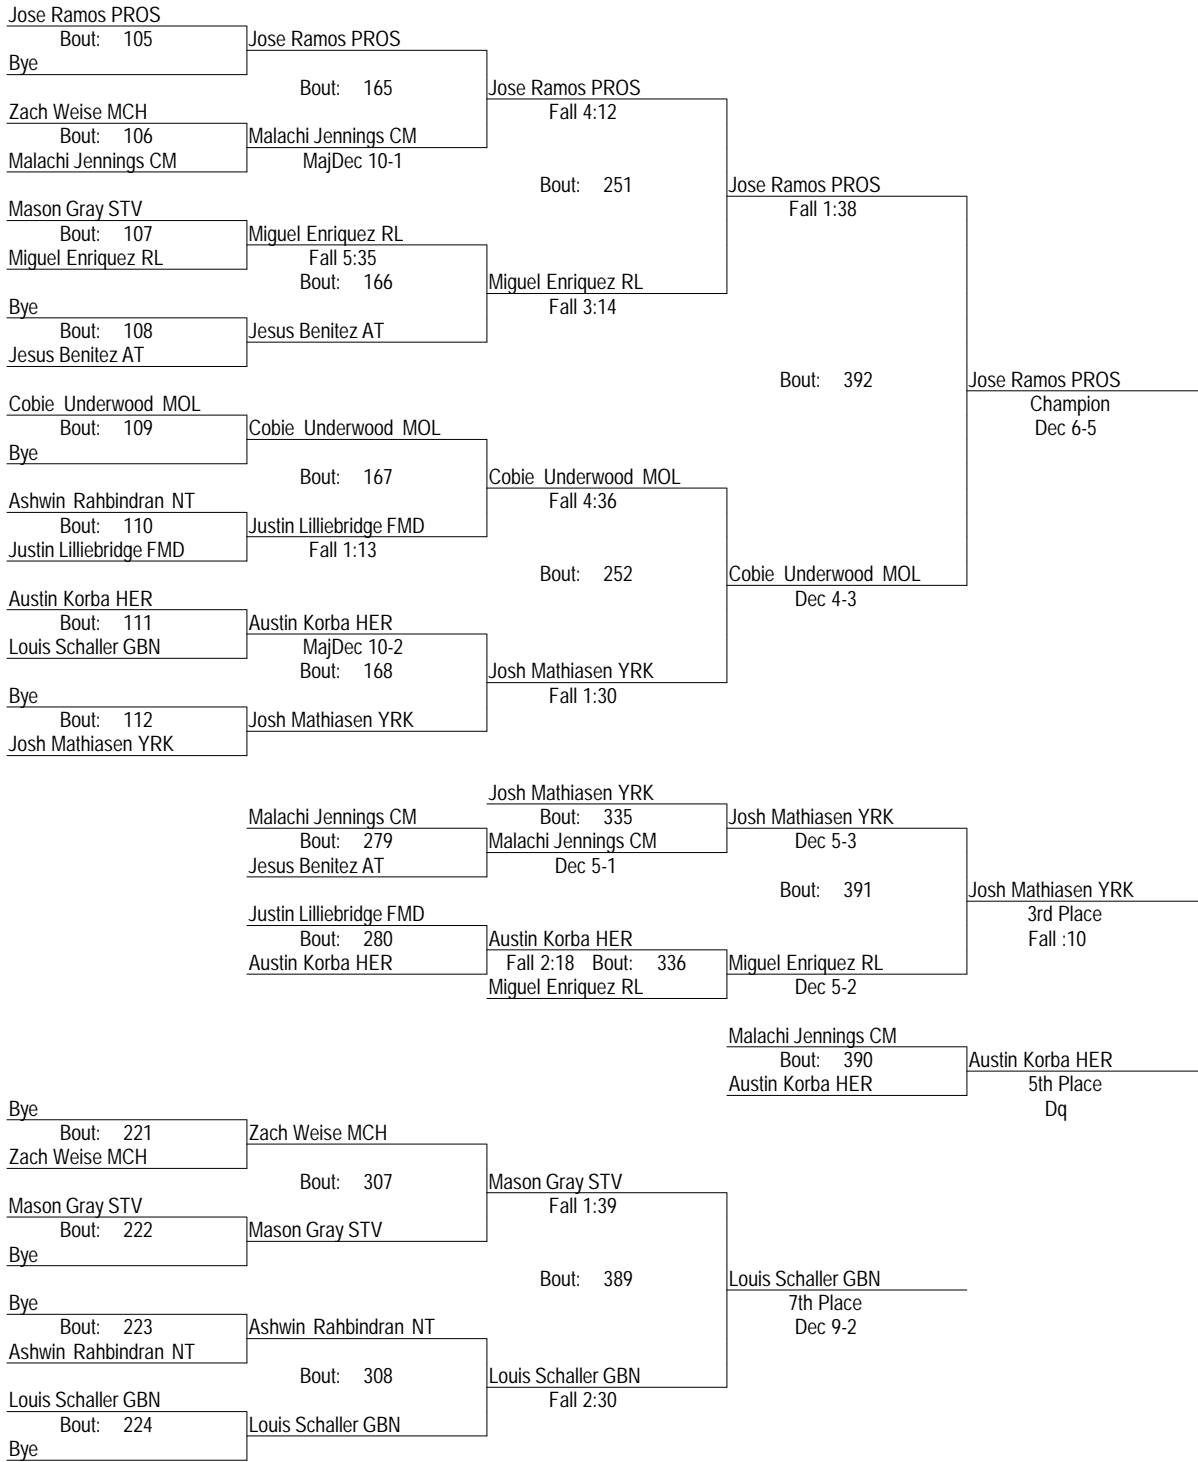 Jose Ramos PROS
Bout: 105 Jose Ramos PROS
Bye
Bout: 165 Jose Ramos PROS
Zach Weise MCH Fall 4:12
Bout: 106 Malachi Jennings CM
Malachi Jennings CM MajDec 10-1
Bout: 251 Jose Ramos PROS
Mason Gray STV Fall 1:38
Bout: 107 Miguel Enriquez RL
Miguel Enriquez RL Fall 5:35
Bout: 166 Miguel Enriquez RL
Bye Fall 3:14
Bout: 108 Jesus Benitez AT
Jesus Benitez AT
Bout: 392 Jose Ramos PROS
Cobie Underwood MOL Champion
Bout: 109 Cobie Underwood MOL Dec 6-5
Bye
Bout: 167 Cobie Underwood MOL
Ashwin Rahbindran NT Fall 4:36
Bout: 110 Justin Lilliebridge FMD
Justin Lilliebridge FMD Fall 1:13
Bout: 252 Cobie Underwood MOL
Austin Korba HER Dec 4-3
Bout: 111 Austin Korba HER
Louis Schaller GBN MajDec 10-2
Bout: 168 Josh Mathiasen YRK
Bye Fall 1:30
Bout: 112 Josh Mathiasen YRK
Josh Mathiasen YRK
Josh Mathiasen YRK
Malachi Jennings CM Bout: 335 Josh Mathiasen YRK
Bout: 279 Malachi Jennings CM Dec 5-3
Jesus Benitez AT Dec 5-1
Bout: 391 Josh Mathiasen YRK
Justin Lilliebridge FMD 3rd Place
Bout: 280 Austin Korba HER Fall :10
Austin Korba HER Fall 2:18 Bout: 336 Miguel Enriquez RL
Miguel Enriquez RL Dec 5-2
Malachi Jennings CM
Bout: 390 Austin Korba HER
Austin Korba HER 5th Place
Bye Dq
Bout: 221 Zach Weise MCH
Zach Weise MCH
Bout: 307 Mason Gray STV
Mason Gray STV Fall 1:39
Bout: 222 Mason Gray STV
Bye
Bout: 389 Louis Schaller GBN
Bye 7th Place
Bout: 223 Ashwin Rahbindran NT Dec 9-2
Ashwin Rahbindran NT
Bout: 308 Louis Schaller GBN
Louis Schaller GBN Fall 2:30
Bout: 224 Louis Schaller GBN
Bye